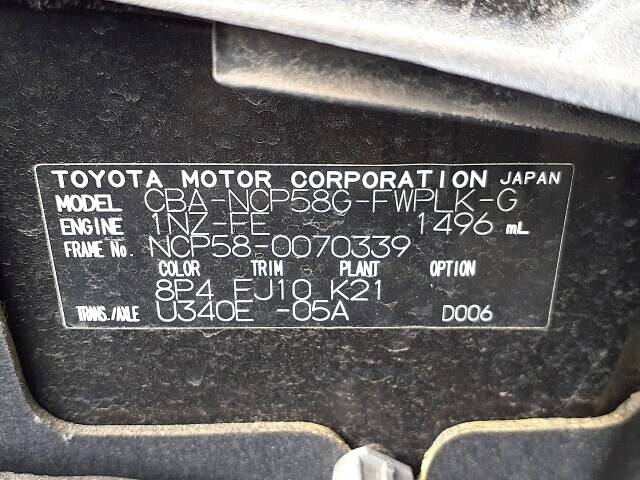 TOYOTA MOTOR CORPORATION JAPAN
MODEL CBA-NCP58G-FWPLK-G
ENGINE 1NZ-FE 1496 mL
FRAME No. NCP58-0070339
COLOR TRIM PLANT OPTION
8P4 FJ10 K21
TRANS./AXLE U340E -05A D006